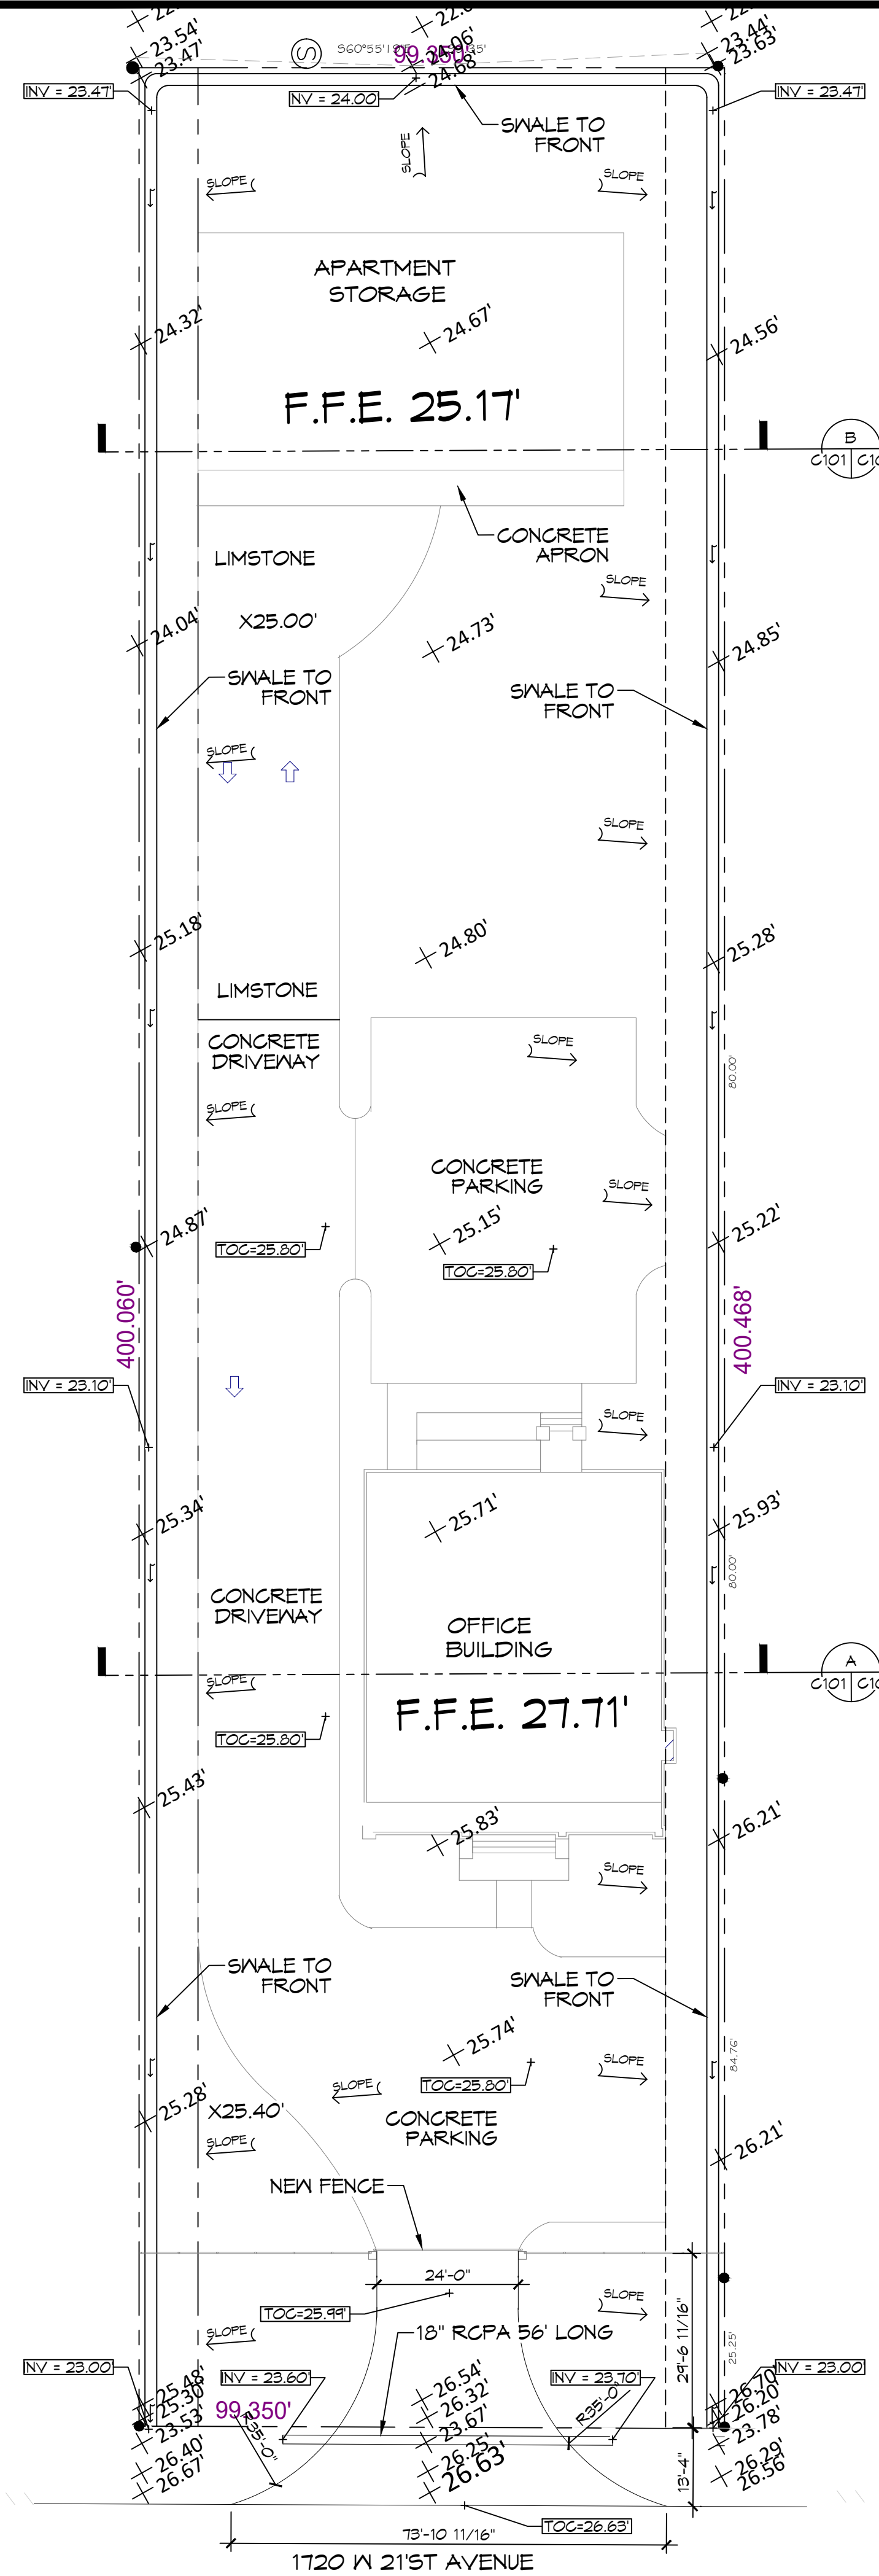 23.54'
23.47'
S
99.350'
24.06'
24.68'
23.44'
23.63'
INV = 23.47'
INV = 24.00
INV = 23.47'
SWALE TO
FRONT
SLOPE
SLOPE
SLOPE
APARTMENT
STORAGE
24.32'
24.67'
24.56'
F.F.E. 25.17'
B
C101
CONCRETE
APRON
LIMSTONE
SLOPE
X25.00'
24.04'
24.73'
24.85'
SWALE TO
FRONT
SWALE TO
FRONT
SLOPE
SLOPE
25.18'
24.80'
25.28'
LIMSTONE
CONCRETE
DRIVEWAY
SLOPE
80.00'
SLOPE
CONCRETE
PARKING
SLOPE
24.87'
25.15'
25.22'
TOC=25.80'
TOC=25.80'
400.060'
400.468'
INV = 23.10'
INV = 23.10'
SLOPE
25.34'
25.71'
25.93'
80.00'
CONCRETE
DRIVEWAY
OFFICE
BUILDING
A
C101
SLOPE
F.F.E. 27.71'
TOC=25.80'
25.43'
25.83'
26.21'
SLOPE
SWALE TO
FRONT
SWALE TO
FRONT
25.74'
84.76'
SLOPE
SLOPE
TOC=25.80'
25.28'
X25.40'
CONCRETE
PARKING
SLOPE
26.21'
NEW FENCE
24'-0"
SLOPE
TOC=25.99'
29'-6 11/16"
18" RCPA 56' LONG
SLOPE
25.25'
INV = 23.00'
INV = 23.60'
INV = 23.70'
INV = 23.00
25.48'
25.30'
23.53'
26.40'
26.67'
99.350'
R35'-0"
26.54'
26.32'
23.67'
26.25'
26.63'
R35'-0"
26.70'
26.20'
23.78'
26.29'
26.56'
13'-4"
TOC=26.63'
73'-10 11/16"
1720 W 21'ST AVENUE